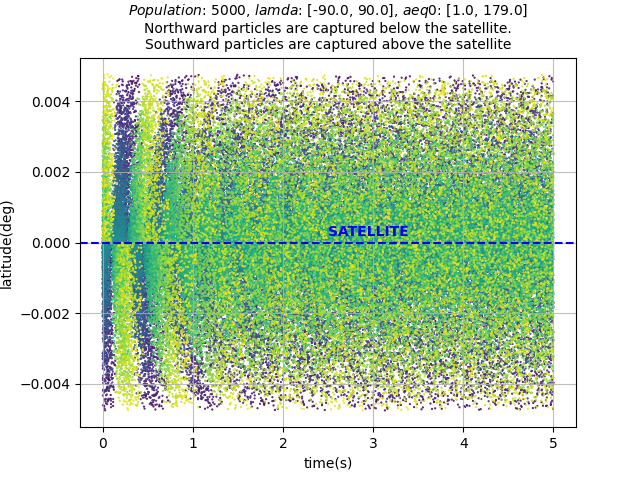 Population: 5000, lamda: [-90.0, 90.0], aeq0: [1.0, 179.0]
Northward particles are captured below the satellite.
Southward particles are captured above the satellite
0.004
0.002
0.000
−0.002
−0.004
latitude(deg)
SATELLITE
0 1 2 3 4 5
time(s)